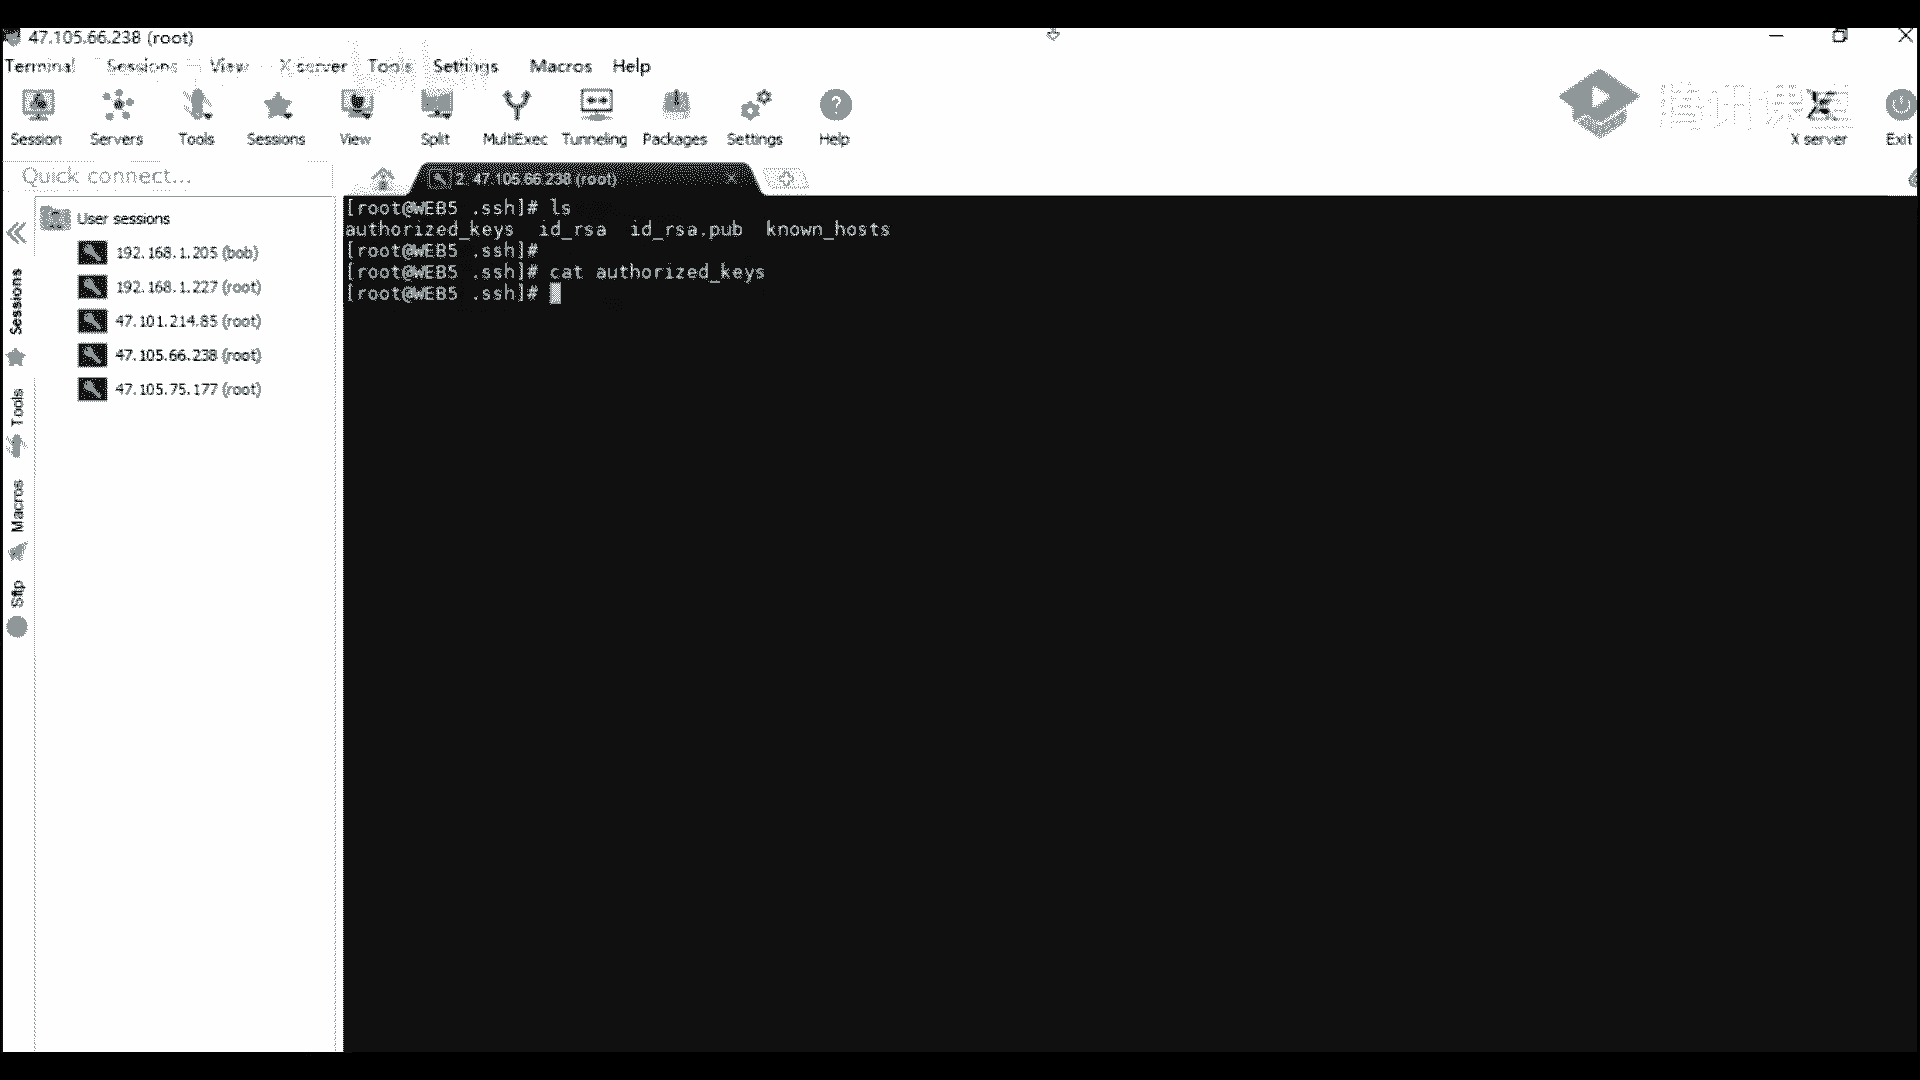 47.105.66.238 (root)
Terminal Sessions View X server Tools Settings Macros Help
Session Servers Tools Sessions View Split MultiExec Tunneling Packages Settings Help X server Exit
腾讯课堂
Quick connect...
2. 47.105.66.238 (root)
User sessions
192.168.1.205 (bob)
192.168.1.227 (root)
47.101.214.85 (root)
47.105.66.238 (root)
47.105.75.177 (root)
Sessions
Tools
Macros
Sftp
[root@WEB5 .ssh]# ls
authorized_keys id_rsa id_rsa.pub known_hosts
[root@WEB5 .ssh]#
[root@WEB5 .ssh]# cat authorized_keys
[root@WEB5 .ssh]#